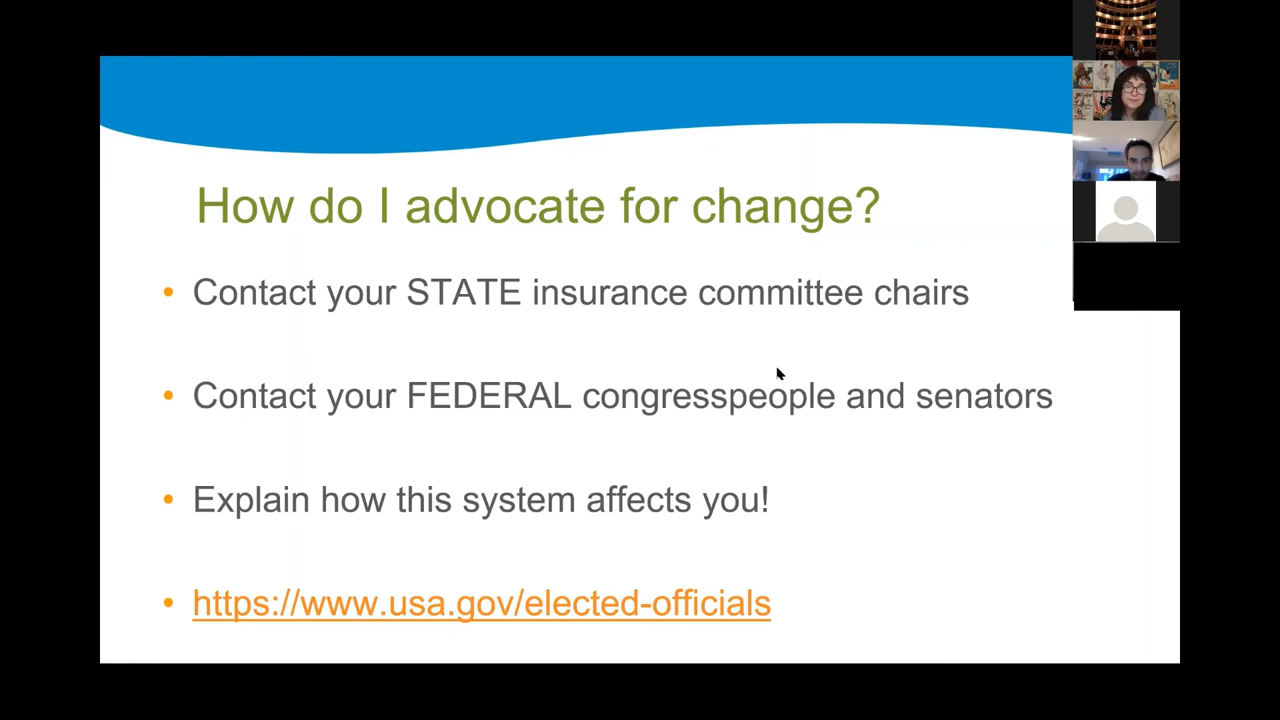 How do I advocate for change?
Contact your STATE insurance committee chairs
Contact your FEDERAL congresspeople and senators
Explain how this system affects you!
https://www.usa.gov/elected-officials